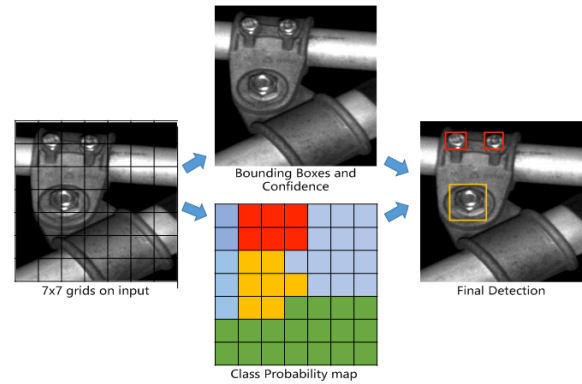 Bounding Boxes and
Confidence
7x7 grids on input
Final Detection
Class Probability map